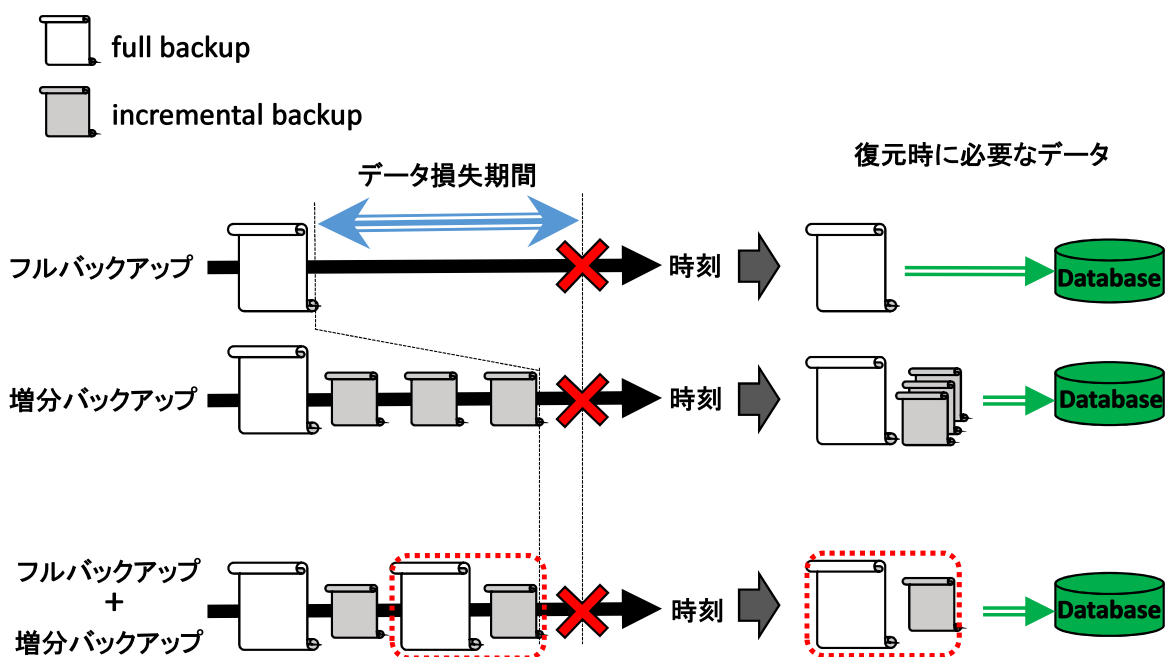 full backup
incremental backup
データ損失期間
復元時に必要なデータ
フルバックアップ
時刻
Database
増分バックアップ
時刻
Database
フルバックアップ
+
増分バックアップ
時刻
Database